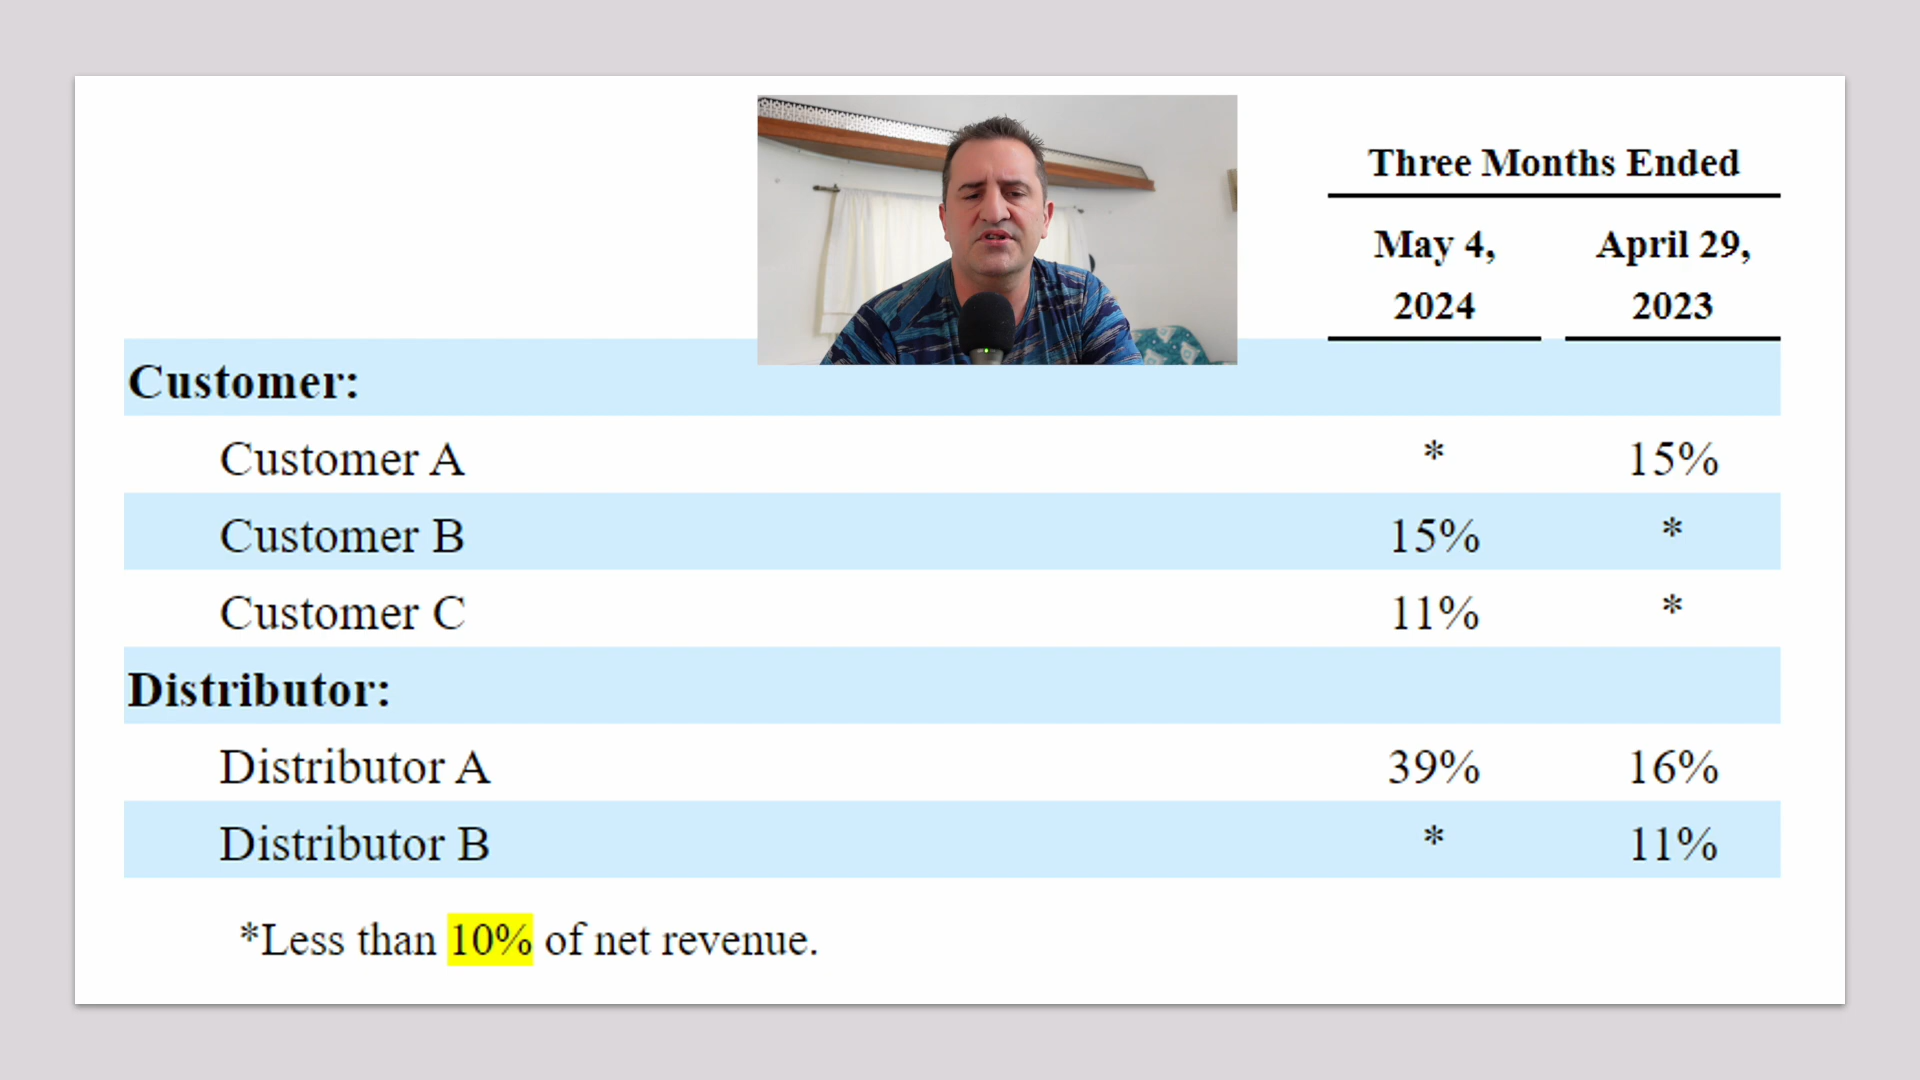 Three Months Ended
May 4, April 29,
2024 2023
Customer:
Customer A * 15%
Customer B 15% *
Customer C 11% *
Distributor:
Distributor A 39% 16%
Distributor B * 11%
*Less than 10% of net revenue.